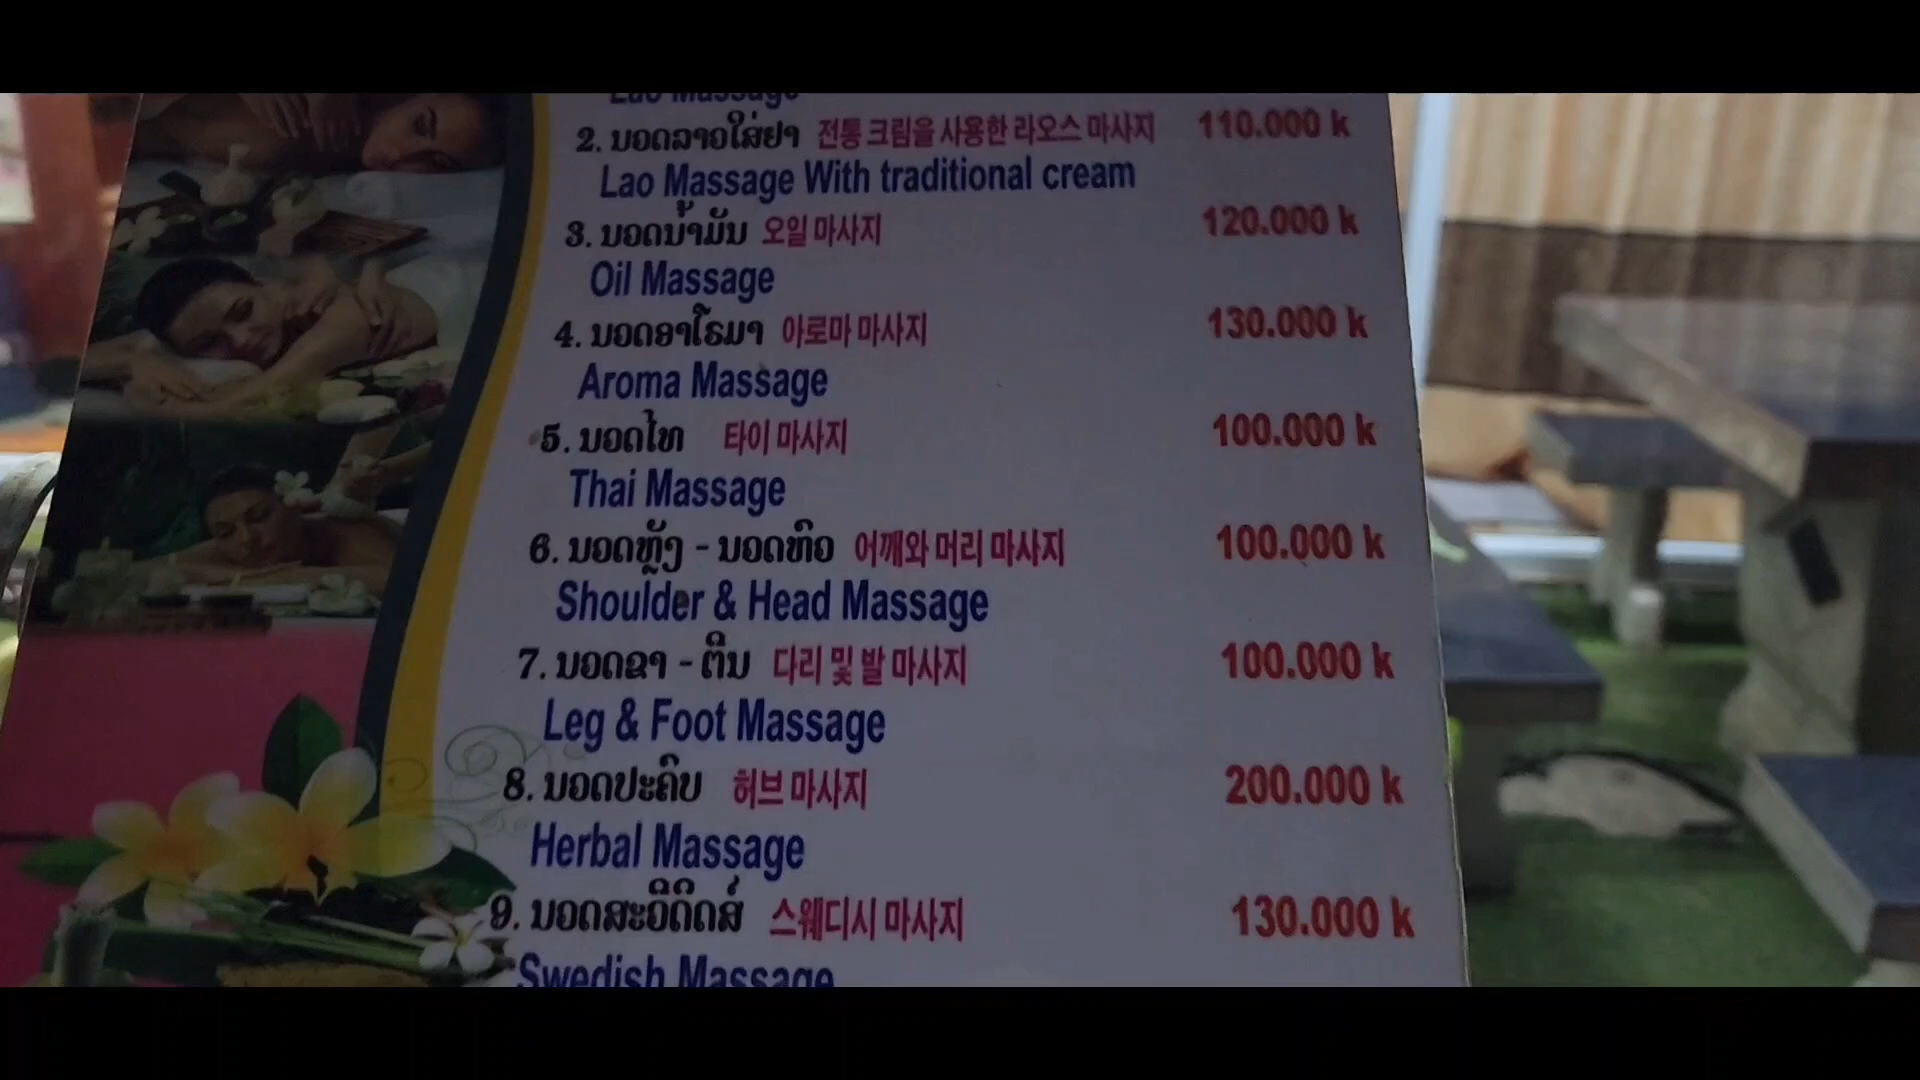 Lao Massage
2. ນວດລາວໃສ່ຢາ 전통 크림을 사용한 라오스 마사지 110.000 k
Lao Massage With traditional cream
3. ນວດນ້ຳມັນ 오일 마사지 120.000 k
Oil Massage
4. ນວດອາໂຣມາ 아로마 마사지 130.000 k
Aroma Massage
5. ນວດໄທ 타이 마사지 100.000 k
Thai Massage
6. ນວດຫຼັງ - ນວດຫົວ 어깨와 머리 마사지 100.000 k
Shoulder & Head Massage
7. ນວດຂາ - ຕີນ 다리 및 발 마사지 100.000 k
Leg & Foot Massage
8. ນວດປະຄົບ 허브 마사지 200.000 k
Herbal Massage
9. ນວດສະວີດິດສ໌ 스웨디시 마사지 130.000 k
Swedish Massage